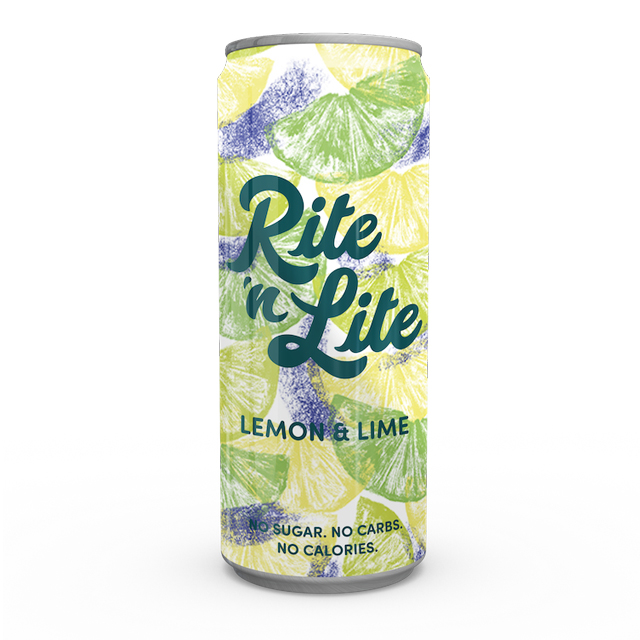 Rite
'n Lite
LEMON & LIME
NO SUGAR. NO CARBS.
NO CALORIES.